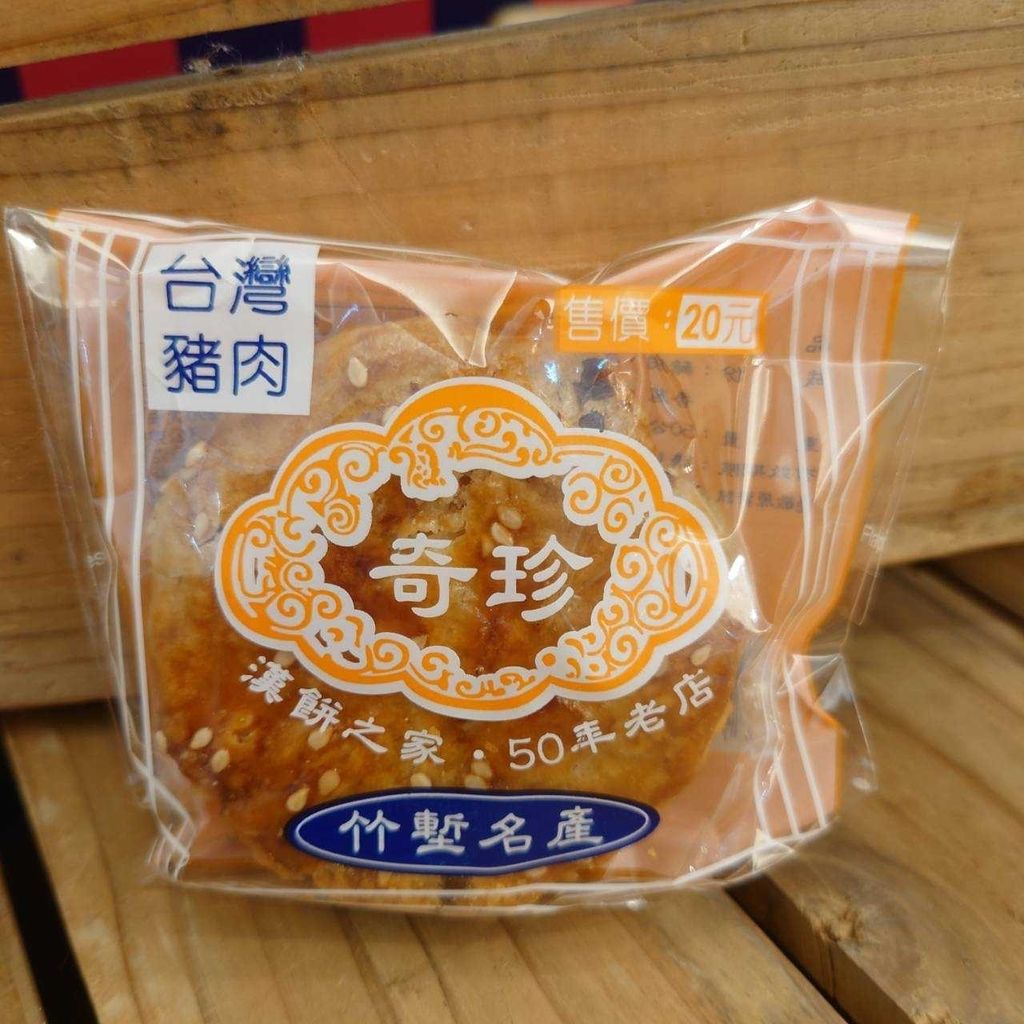 台灣
豬肉
售價:20元
奇珍
漢餅之家・50年老店
竹塹名產